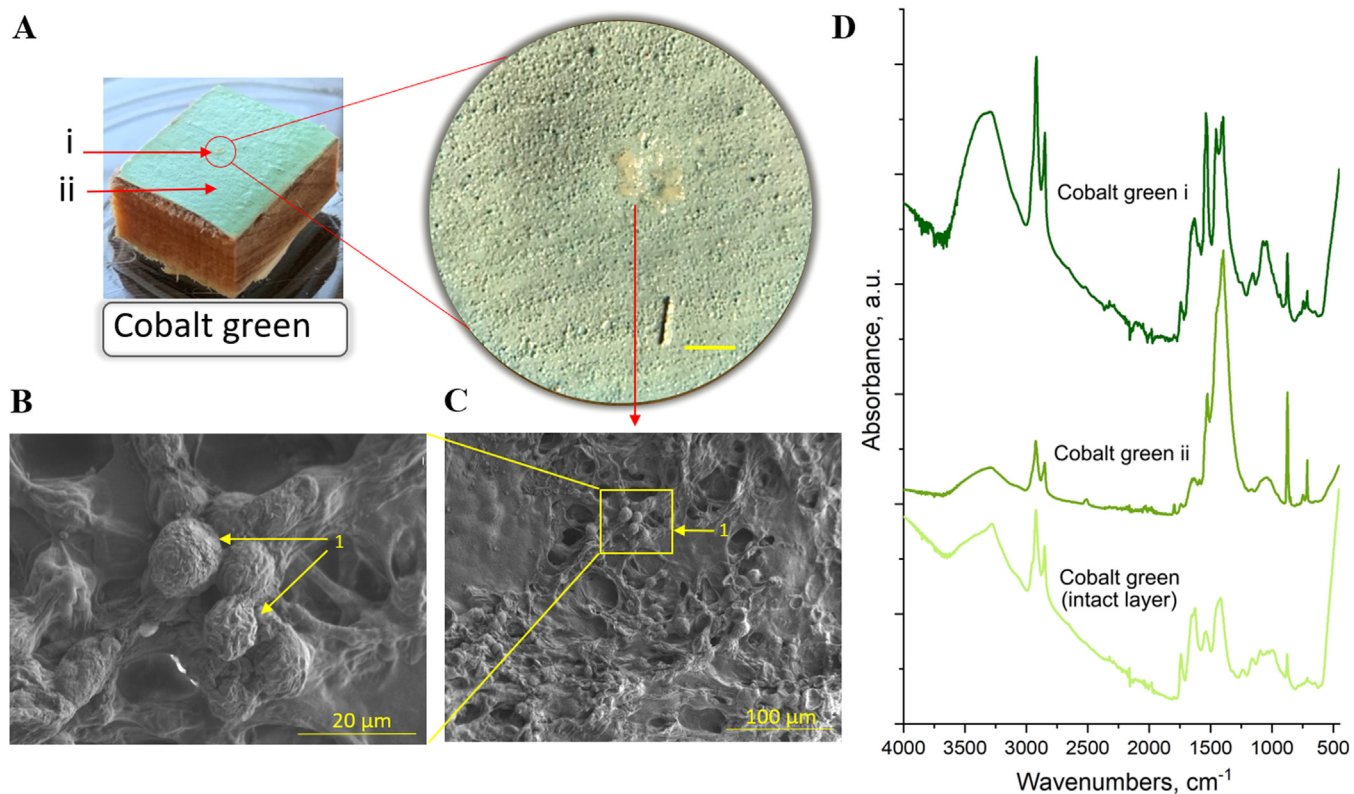 A
i
ii
Cobalt green
B
1
20 µm
C
1
100 µm
D
Absorbance, a.u.
Cobalt green i
Cobalt green ii
Cobalt green
(intact layer)
4000 3500 3000 2500 2000 1500 1000 500
Wavenumbers, cm-1